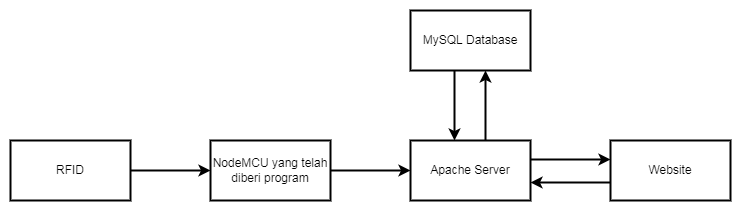 MySQL Database
RFID
NodeMCU yang telah
diberi program
Apache Server
Website